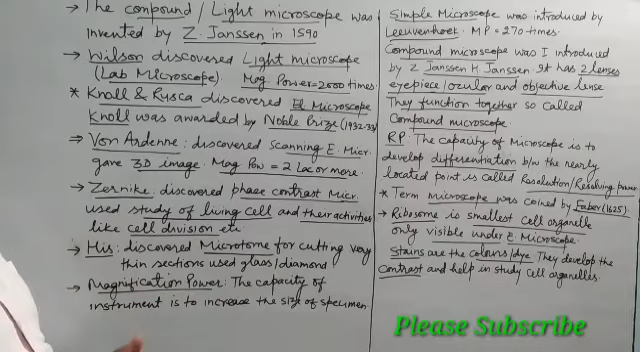 → The compound / Light microscope was
invented by Z. Janssen in 1590
→ Wilson discovered Light microscope
(Lab Microscope) Mag Power=2000 times.
* Knoll & Rusca discovered El Microscope
Knoll was awarded by Noble Prize (1932-33)
→ Von Ardenne: discovered Scanning E. Micr.
gave 3D image. Mag Pow = 2 Lac or more.
→ Zernike: discovered phase contrast Micr.
used study of living cell and their activities
like cell division etc.
→ His: discovered Microtome for cutting very
thin sections used glass/diamond
→ Magnification Power: The capacity of
instrument is to increase the size of specimen
Simple Microscope was introduced by
Leeuvenhoek. MP = 270 times.
Compound microscope was I introduced
by Z Janssen H. Janssen. It has 2 lenses
eyepiece/ocular and objective lense
They function together so called
Compound microscope.
RP: The capacity of Microscope is to
develop differentiation b/w the nearly
located point is called Resolution/Resolving power
* Term microscope was coined by Faber (1625).
→ Ribosome is smallest cell organelle
only visible under E. Microscope.
Stains are the colours/dye They develop the
contrast and help in study cell organelles.
Please Subscribe